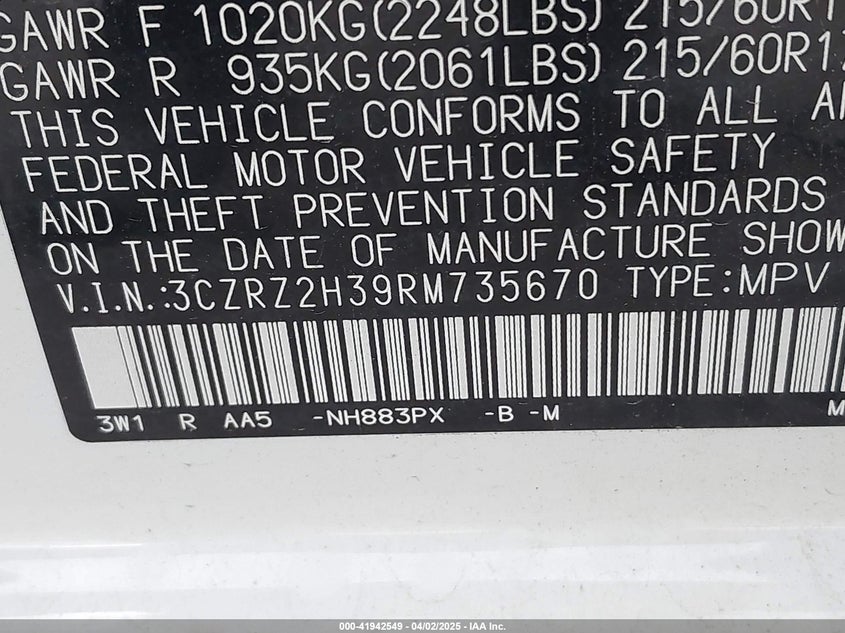 GAWR F 1020KG(2248LBS) 215/60R1
GAWR R 935KG(2061LBS) 215/60R17
THIS VEHICLE CONFORMS TO ALL A
FEDERAL MOTOR VEHICLE SAFETY
AND THEFT PREVENTION STANDARDS
ON THE DATE OF MANUFACTURE SHOW
V.I.N.:3CZRZ2H39RM735670 TYPE:MPV
3W1 R AA5 -NH883PX -B -M M
000-41942549 - 04/02/2025 - IAA Inc.